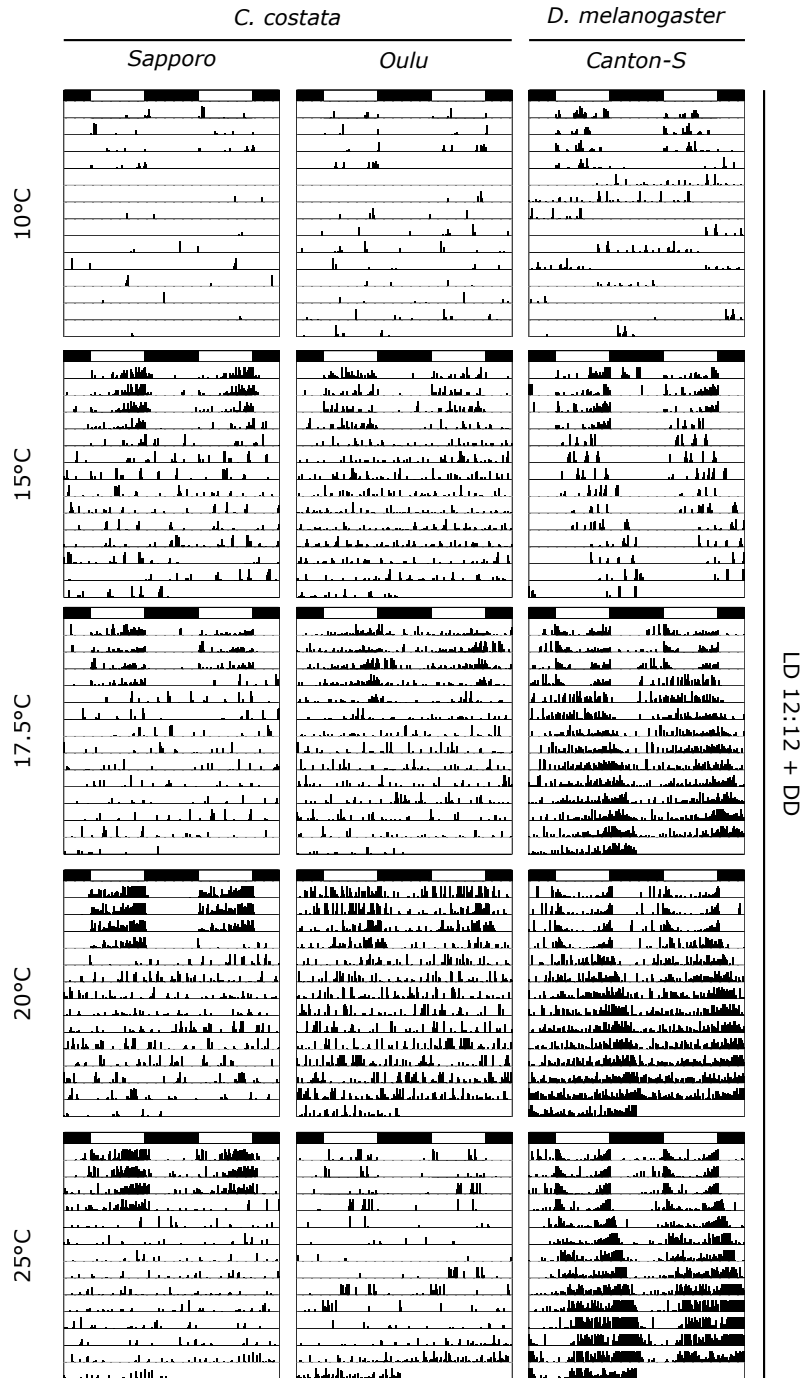 C. costata
D. melanogaster
Sapporo
Oulu
Canton-S
10°C
15°C
17.5°C
20°C
25°C
LD 12:12 + DD